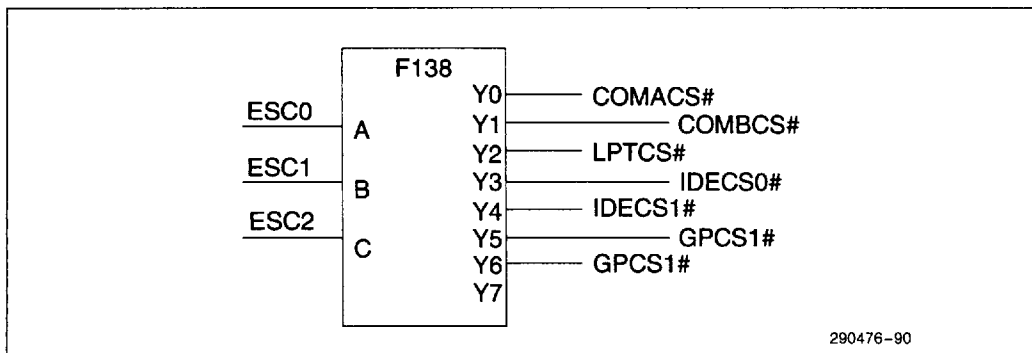 F138
ESC0
A
ESC1
B
ESC2
C
Y0
COMACS#
Y1
COMBCS#
Y2
LPTCS#
Y3
IDECS0#
Y4
IDECS1#
Y5
GPCS1#
Y6
GPCS1#
Y7
290476-90